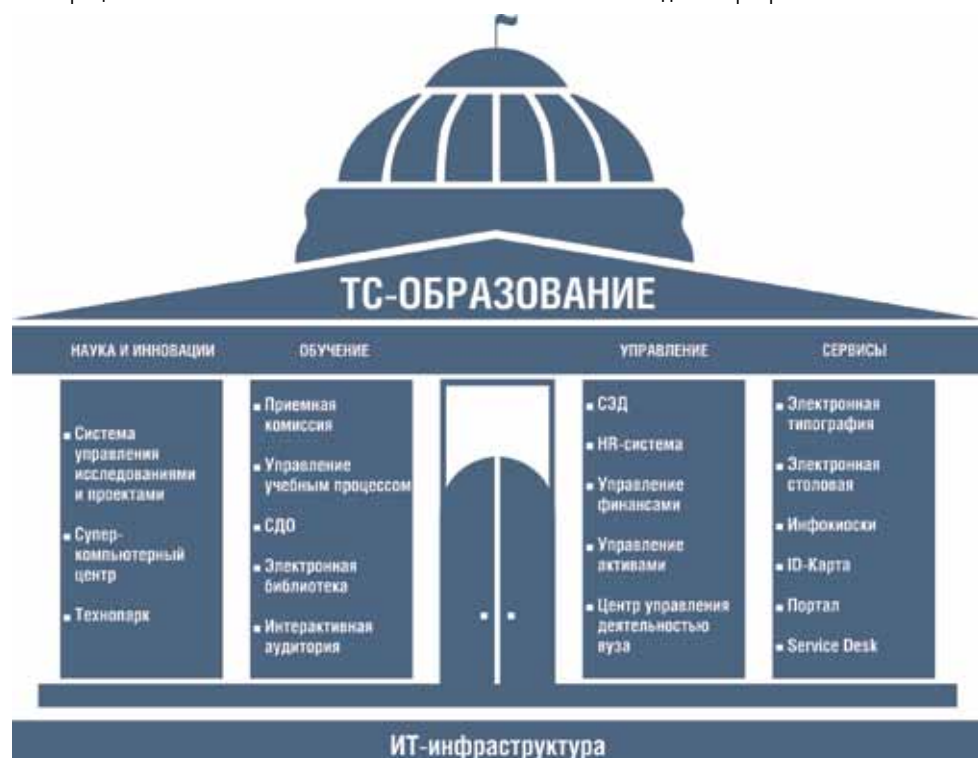 ТС-ОБРАЗОВАНИЕ
НАУКА И ИННОВАЦИИ
ОБУЧЕНИЕ
УПРАВЛЕНИЕ
СЕРВИСЫ
▪ Система
управления
исследованиями
и проектами
▪ Супер-
компьютерный
центр
▪ Технопарк
▪ Приемная
комиссия
▪ Управление
учебным процессом
▪ СДО
▪ Электронная
библиотека
▪ Интерактивная
аудитория
▪ СЭД
▪ HR-система
▪ Управление
финансами
▪ Управление
активами
▪ Центр управления
деятельностью
вуза
▪ Электронная
типография
▪ Электронная
столовая
▪ Инфокиоски
▪ ID-Карта
▪ Портал
▪ Service Desk
ИТ-инфраструктура